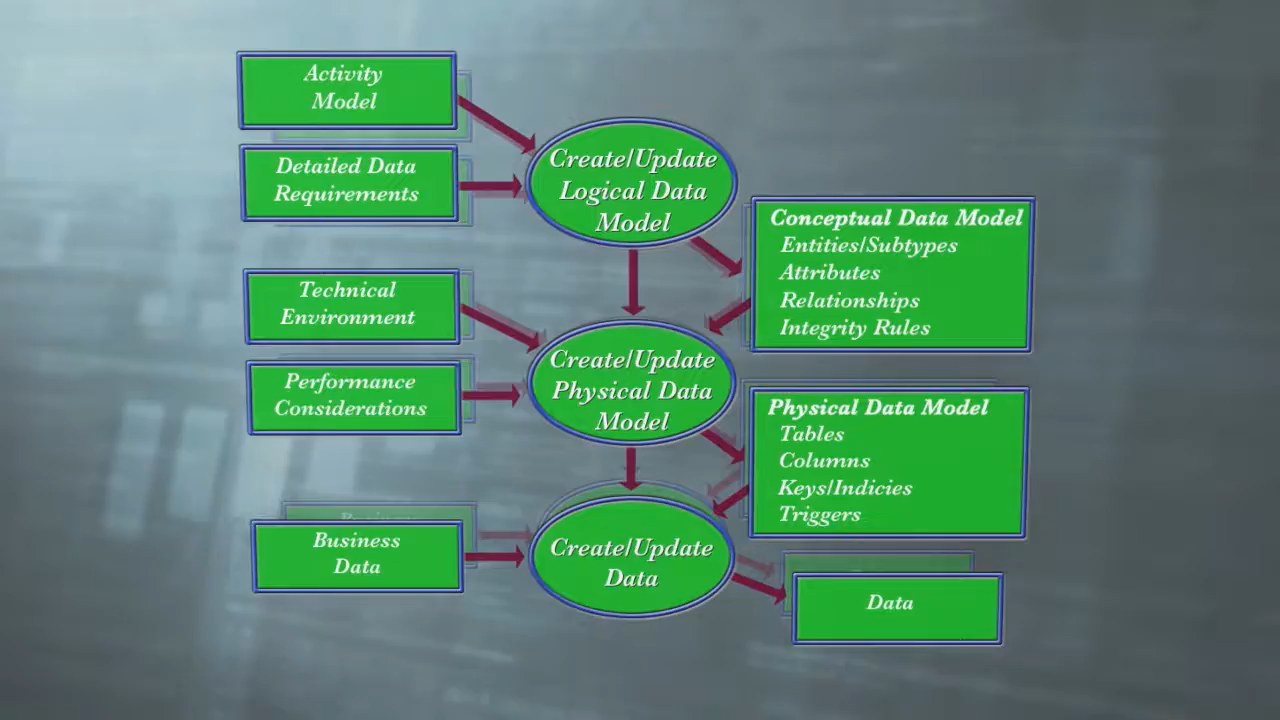 Activity
Model
Detailed Data
Requirements
Create/Update
Logical Data
Model
Conceptual Data Model
Entities/Subtypes
Attributes
Relationships
Integrity Rules
Technical
Environment
Performance
Considerations
Create/Update
Physical Data
Model
Physical Data Model
Tables
Columns
Keys/Indicies
Triggers
Business
Data
Create/Update
Data
Data